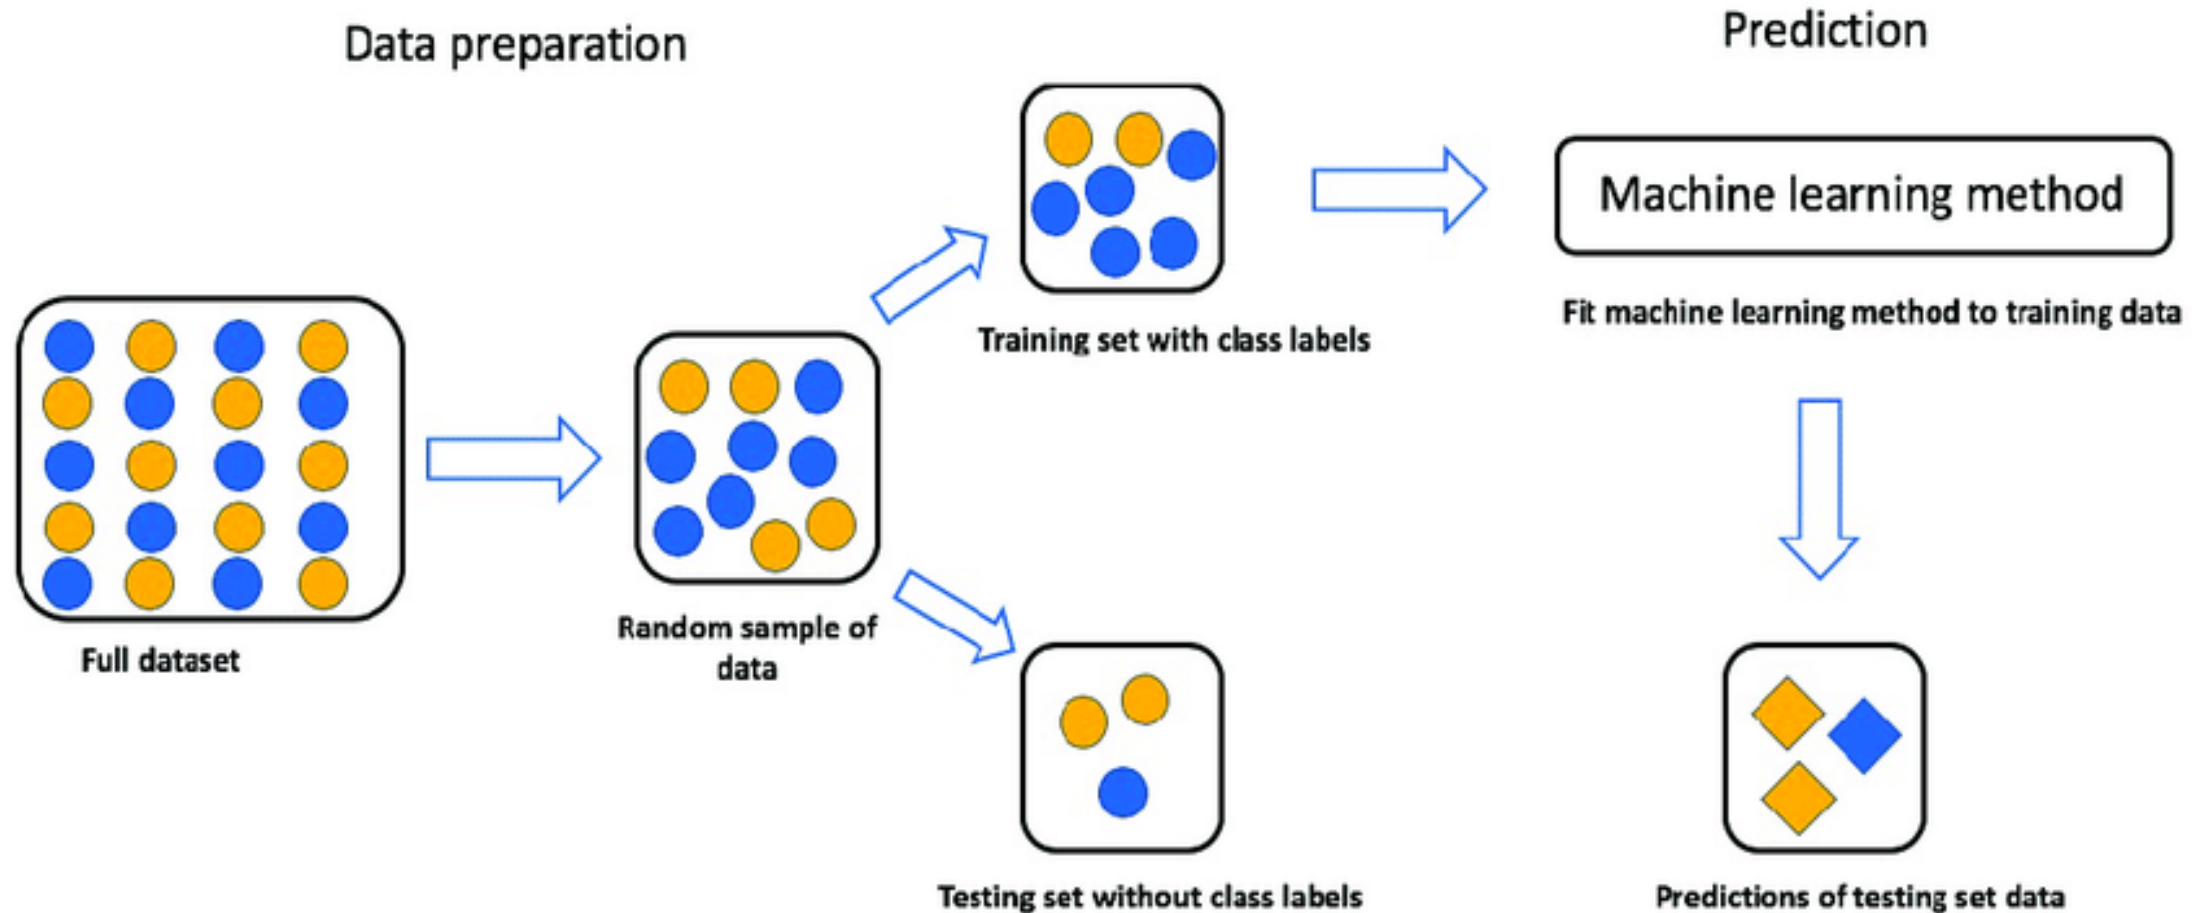 Data preparation
Prediction
Machine learning method
Fit machine learning method to training data
Training set with class labels
Full dataset
Random sample of
data
Testing set without class labels
Predictions of testing set data